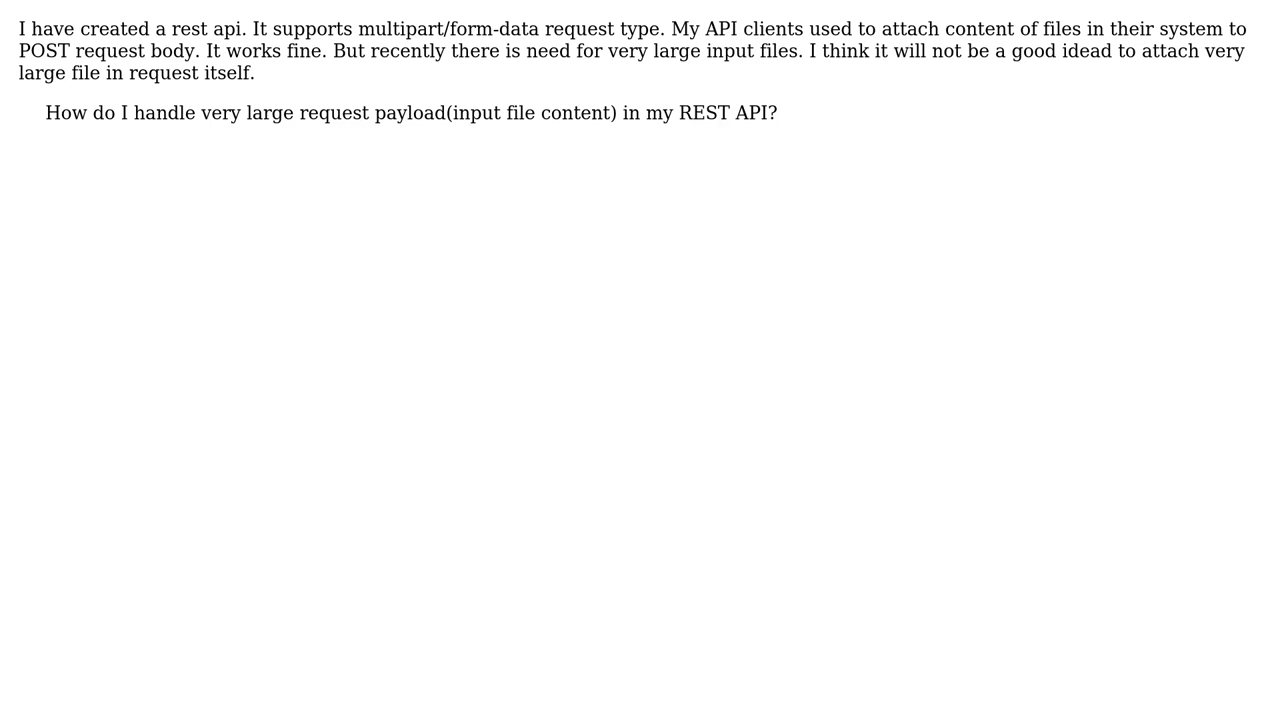 I have created a rest api. It supports multipart/form-data request type. My API clients used to attach content of files in their system to
POST request body. It works fine. But recently there is need for very large input files. I think it will not be a good idead to attach very
large file in request itself.
How do I handle very large request payload(input file content) in my REST API?